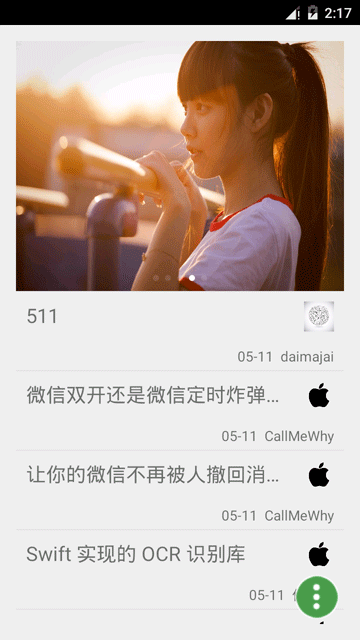 2:17
511
05-11 daimajai
微信双开还是微信定时炸弹...
05-11 CallMeWhy
让你的微信不再被人撤回消...
05-11 CallMeWhy
Swift 实现的 OCR 识别库
05-11